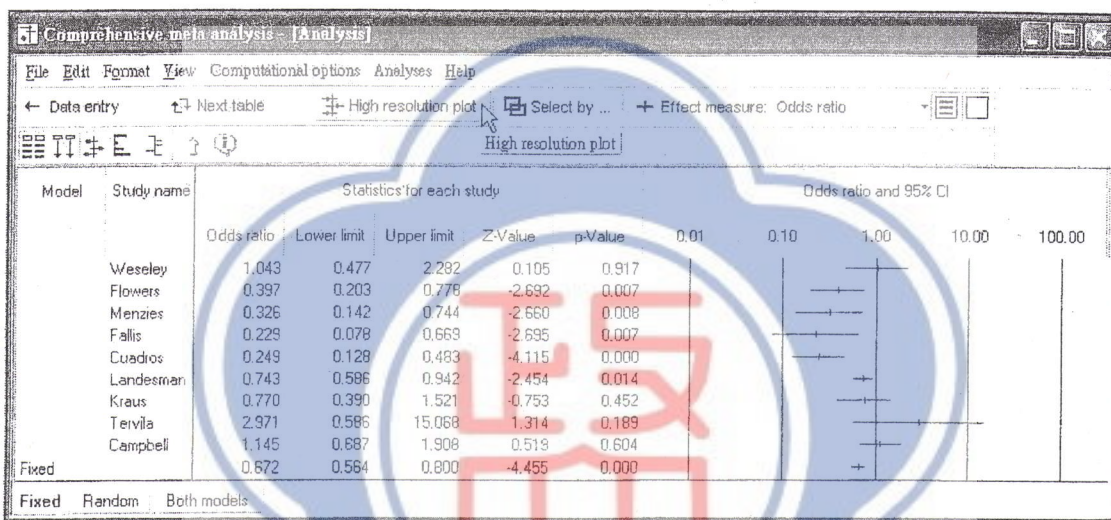 Comprehensive meta analysis - [Analysis]
File Edit Format View Computational options Analyses Help
← Data entry Next table High resolution plot Select by ... + Effect measure: Odds ratio
High resolution plot
Model Study name Statistics for each study Odds ratio and 95% CI
Odds ratio Lower limit Upper limit Z-Value p-Value 0.01 0.10 1.00 10.00 100.00
Weseley 1.043 0.477 2.282 0.105 0.917
Flowers 0.397 0.203 0.778 -2.692 0.007
Menzies 0.326 0.142 0.744 -2.660 0.008
Fallis 0.229 0.078 0.669 -2.695 0.007
Cuadros 0.249 0.128 0.483 -4.115 0.000
Landesman 0.743 0.586 0.942 -2.454 0.014
Kraus 0.770 0.390 1.521 -0.753 0.452
Tervila 2.971 0.586 15.068 1.314 0.189
Campbell 1.145 0.687 1.908 0.519 0.604
Fixed 0.672 0.564 0.800 -4.455 0.000
Fixed Random Both models